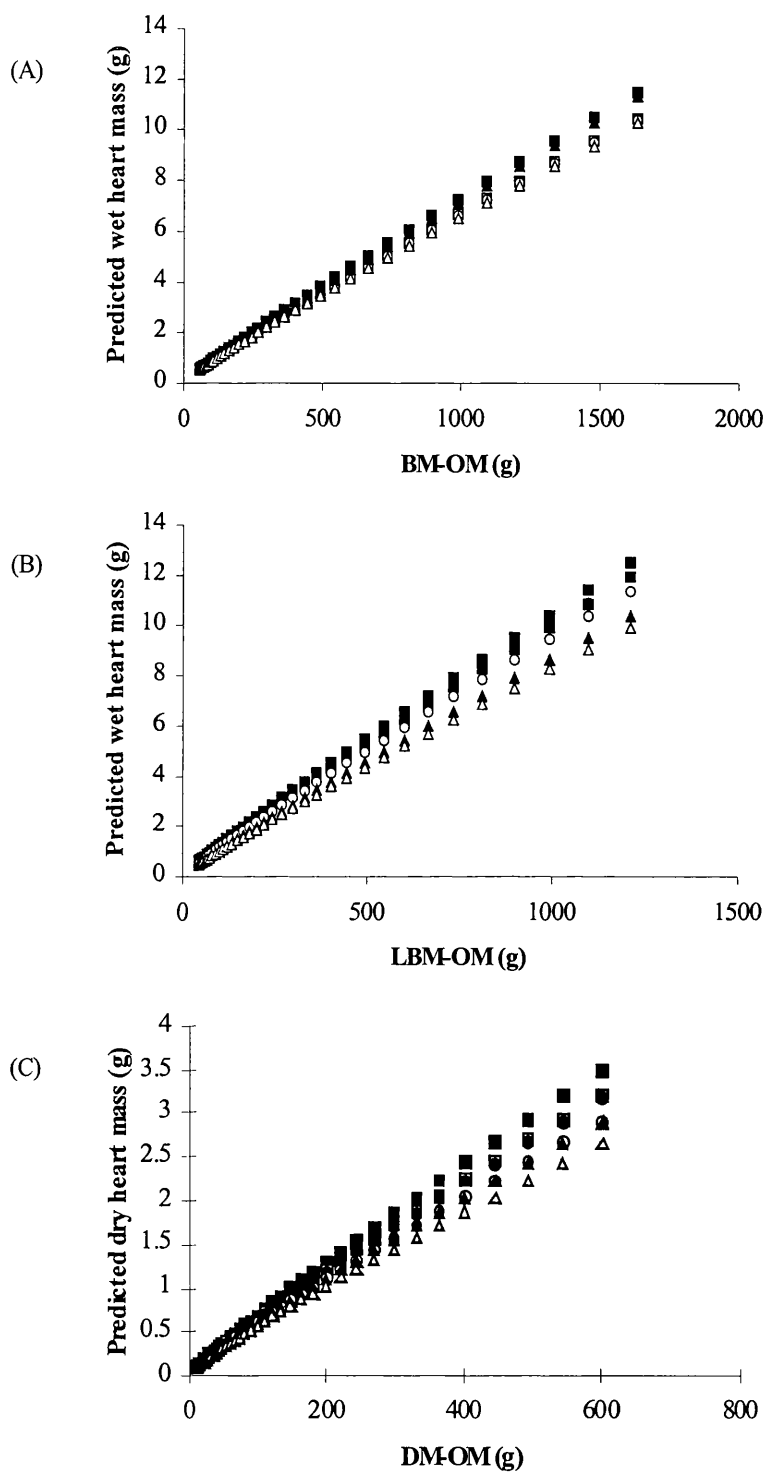 (A)
Predicted wet heart mass (g)
14
12
10
8
6
4
2
0
0 500 1000 1500 2000
BM-OM (g)
(B)
Predicted wet heart mass (g)
14
12
10
8
6
4
2
0
0 500 1000 1500
LBM-OM (g)
(C)
Predicted dry heart mass (g)
4
3.5
3
2.5
2
1.5
1
0.5
0
0 200 400 600 800
DM-OM (g)